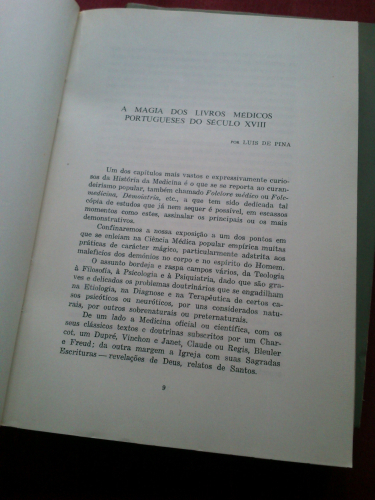 A MAGIA DOS LIVROS MEDICOS
PORTUGUESES DO SÉCULO XVIII
POR LUIS DE PINA
Um dos capítulos mais vastos e expressivamente curio-
sos da História da Medicina é o que se reporta ao curan-
deirismo popular, também chamado Folclore médico ou Folc-
medicina, Demoiatria, etc., a que tem sido dedicada tal
cópia de estudos que já nem sequer é possível, em escassos
momentos como estes, assinalar os principais ou os mais
demonstrativos.
Confinaremos a nossa exposição a um dos pontos em
que se enleiam na Ciência Médica popular empírica muitas
práticas de carácter mágico, particularmente adstrita aos
malefícios dos demónios no corpo e no espírito do Homem.
O assunto bordeja e raspa campos vários, da Teologia
à Filosofia, à Psicologia e à Psiquiatria, dado que são gra-
ves e delicados os problemas doutrinários que se engadilham
na Etiologia, na Diagnose e na Terapêutica de certos ca-
sos psicóticos ou neuróticos, por uns considerados natu-
rais, por outros sobrenaturais ou preternaturais.
De um lado a Medicina oficial ou científica, com os
seus clássicos textos e doutrinas subscritos por um Char-
cot, um Dupré, Vinchon e Janet, Claude ou Regis, Bleuler
e Freud; da outra margem a Igreja com suas Sagradas
Escrituras — revelações de Deus, relatos de Santos.
9